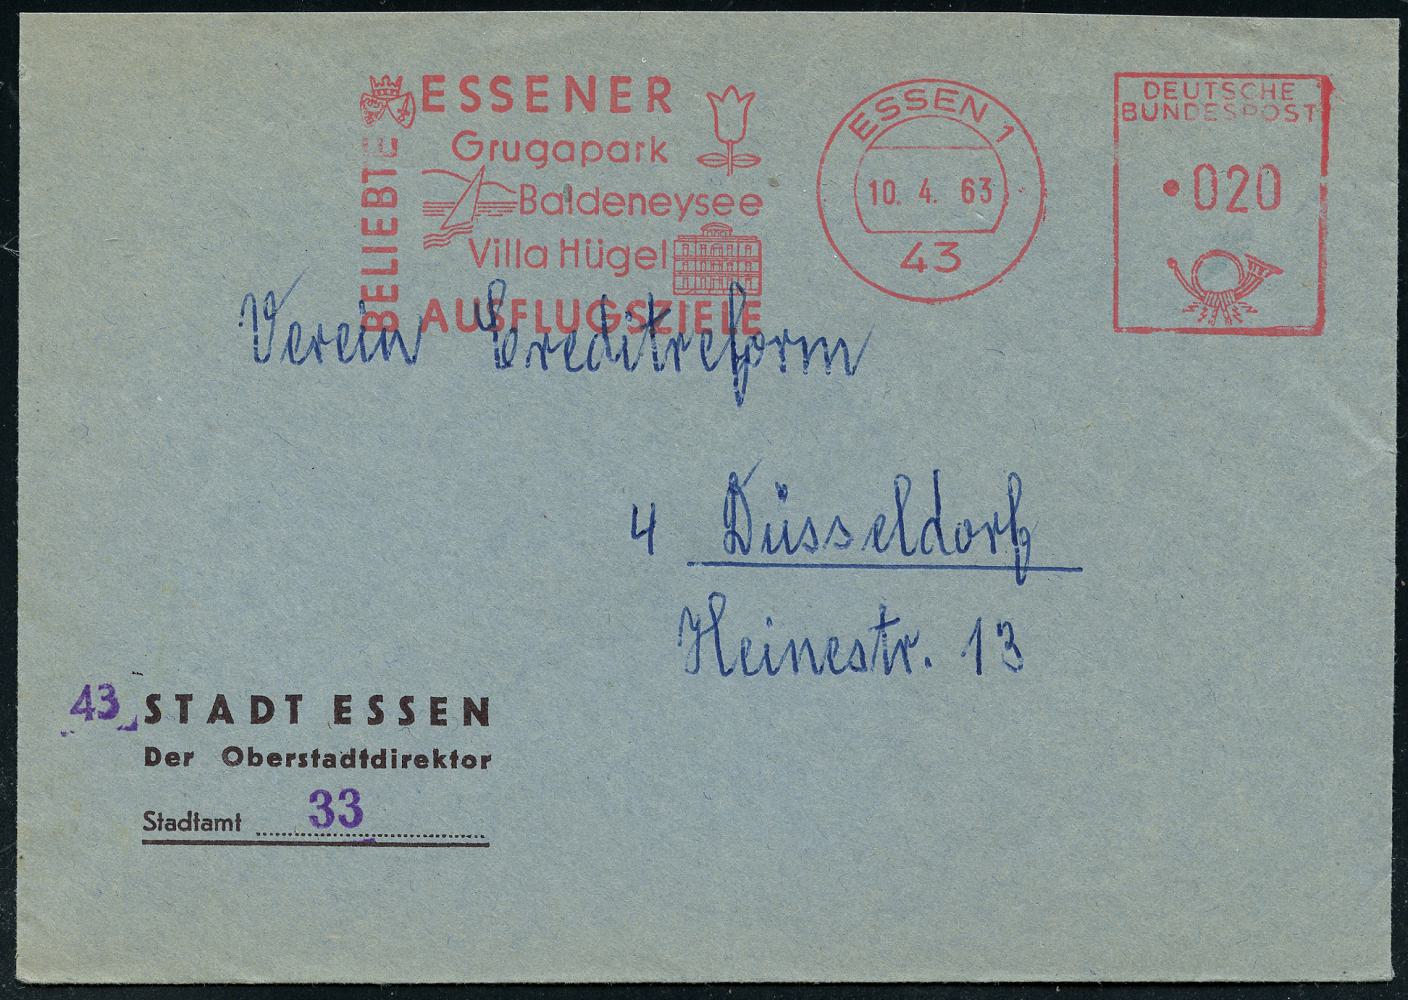 BELIEBTE
ESSENER
Grugapark
Baldeneysee
Villa Hügel
AUSFLUGSZIELE
ESSEN 1
10. 4. 63
43
DEUTSCHE
BUNDESPOST
020
Verein Creditreform
4 Düsseldorf
Heinestr. 13
43 STADT ESSEN
Der Oberstadtdirektor
Stadtamt 33